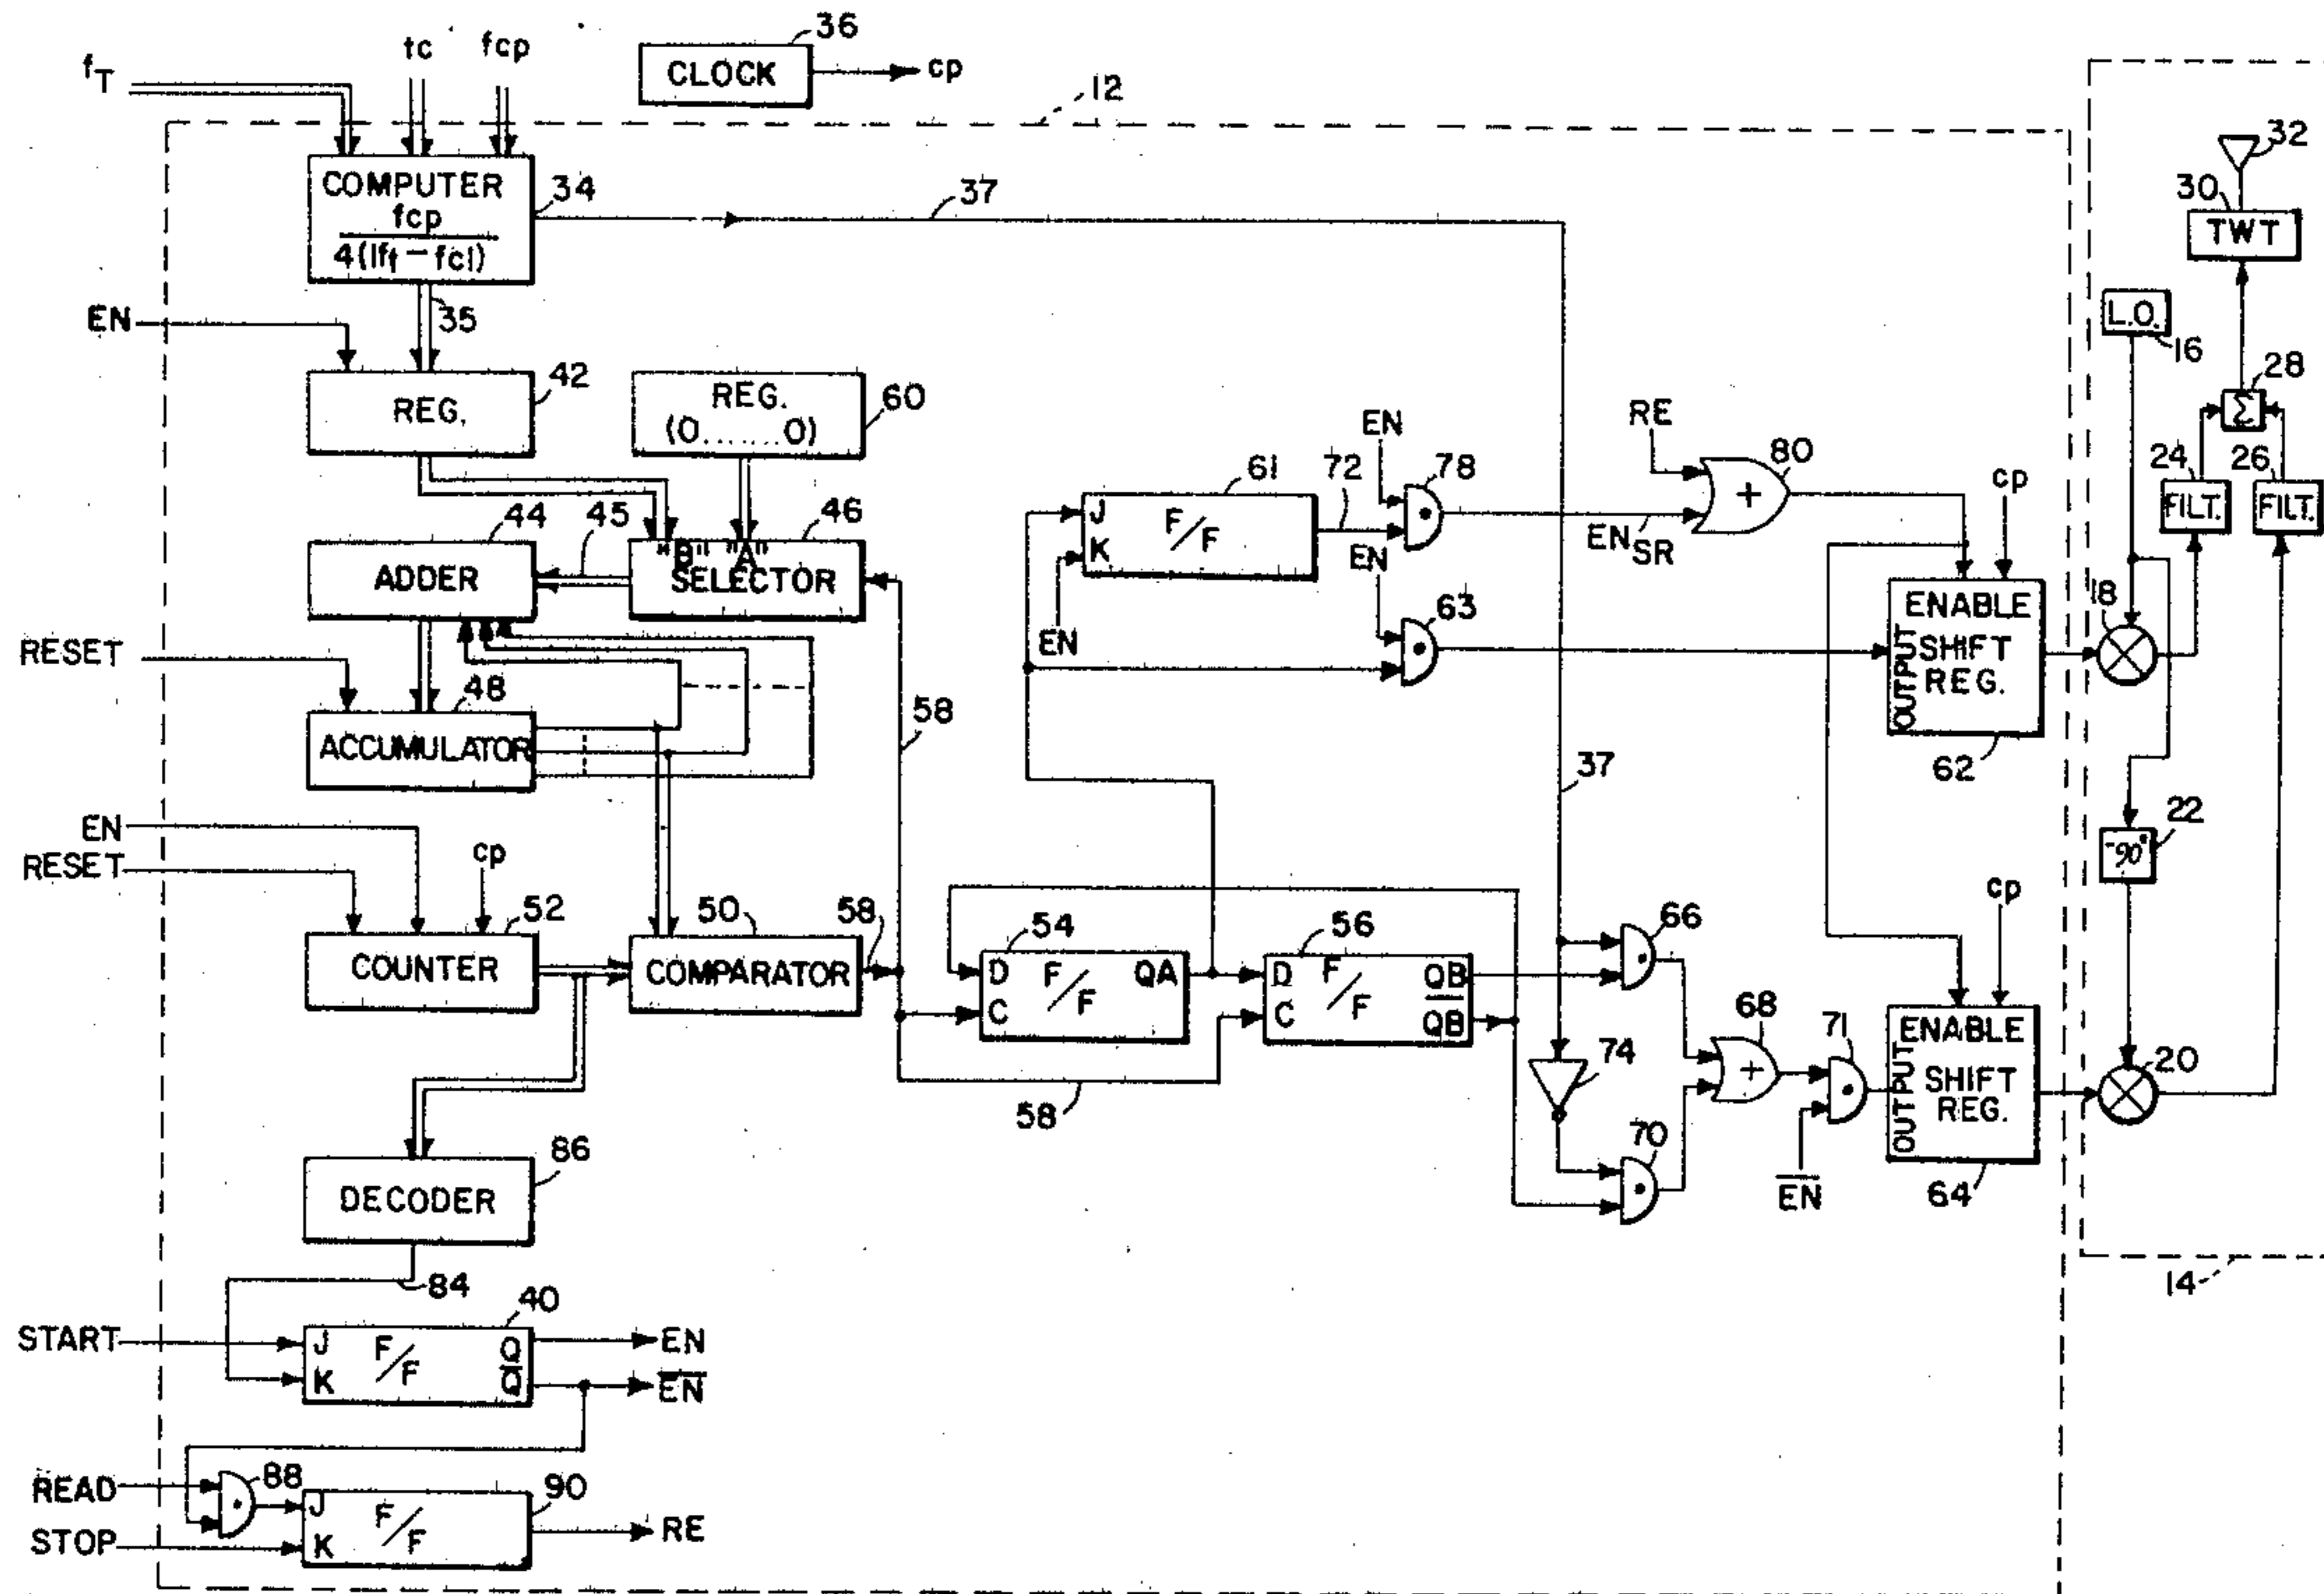 fT
tc
fcp
36
CLOCK
cp
12
COMPUTER
fcp
4(|ff - fcl)
34
37
35
EN
REG.
42
REG.
(0.......0)
60
44
45
46
ADDER
"B" "A"
SELECTOR
RESET
48
ACCUMULATOR
58
EN
RESET
cp
52
50
58
COUNTER
COMPARATOR
54
D F/F QA
C
56
D F/F QB
C QB
58
61
J F/F
K
EN
72
EN
78
EN
63
RE
80
ENSR
cp
ENABLE
SHIFT
REG.
OUTPUT
62
37
66
74
70
68
71
EN
cp
ENABLE
SHIFT
REG.
OUTPUT
64
32
30
TWT
L.O.
16
28
Σ
24
26
FILT.
FILT.
18
22
-90°
20
14
DECODER
86
84
START
40
J F/F Q
K Q
EN
EN
READ
88
90
J F/F
K
RE
STOP